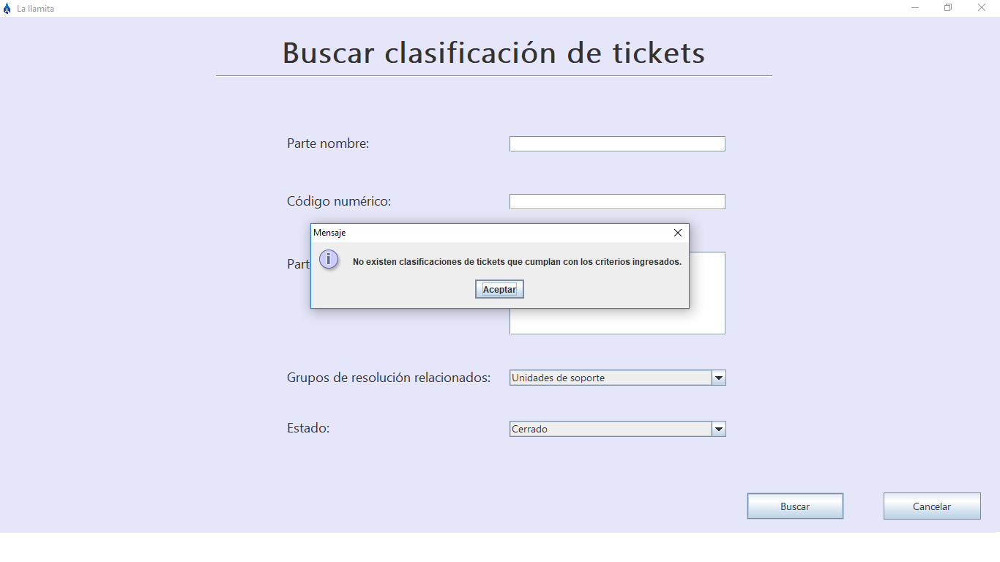 La llamita
Buscar clasificación de tickets
Parte nombre:
Código numérico:
Mensaje
No existen clasificaciones de tickets que cumplan con los criterios ingresados.
Aceptar
Grupos de resolución relacionados:
Unidades de soporte
Estado:
Cerrado
Buscar
Cancelar